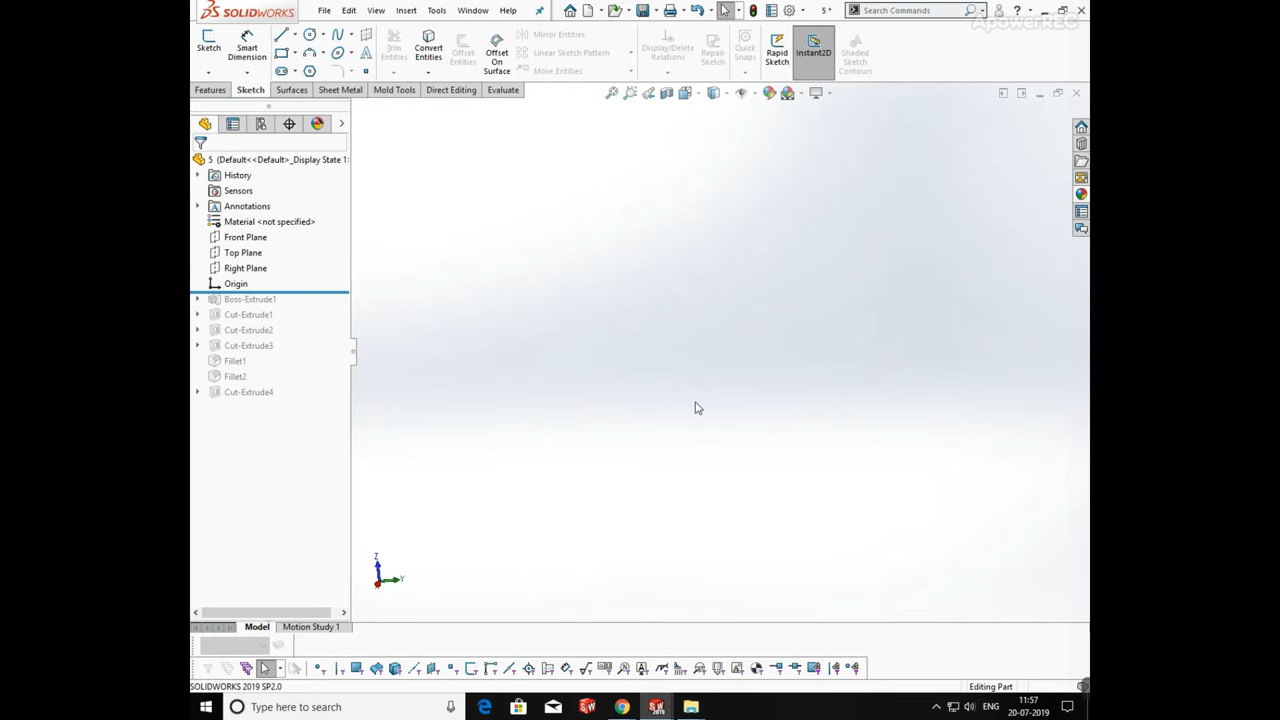 SOLIDWORKS
File Edit View Insert Tools Window Help
5 *
Search Commands
ApowerREC
Sketch
Smart Dimension
Trim Entities
Convert Entities
Offset Entities
Offset On Surface
Mirror Entities
Linear Sketch Pattern
Move Entities
Display/Delete Relations
Repair Sketch
Quick Snaps
Rapid Sketch
Instant2D
Shaded Sketch Contours
Features Sketch Surfaces Sheet Metal Mold Tools Direct Editing Evaluate
5 (Default<<Default>_Display State 1:
History
Sensors
Annotations
Material <not specified>
Front Plane
Top Plane
Right Plane
Origin
Boss-Extrude1
Cut-Extrude1
Cut-Extrude2
Cut-Extrude3
Fillet1
Fillet2
Cut-Extrude4
Z
Y
Model Motion Study 1
SOLIDWORKS 2019 SP2.0
Editing Part
Type here to search
ENG
11:57
20-07-2019